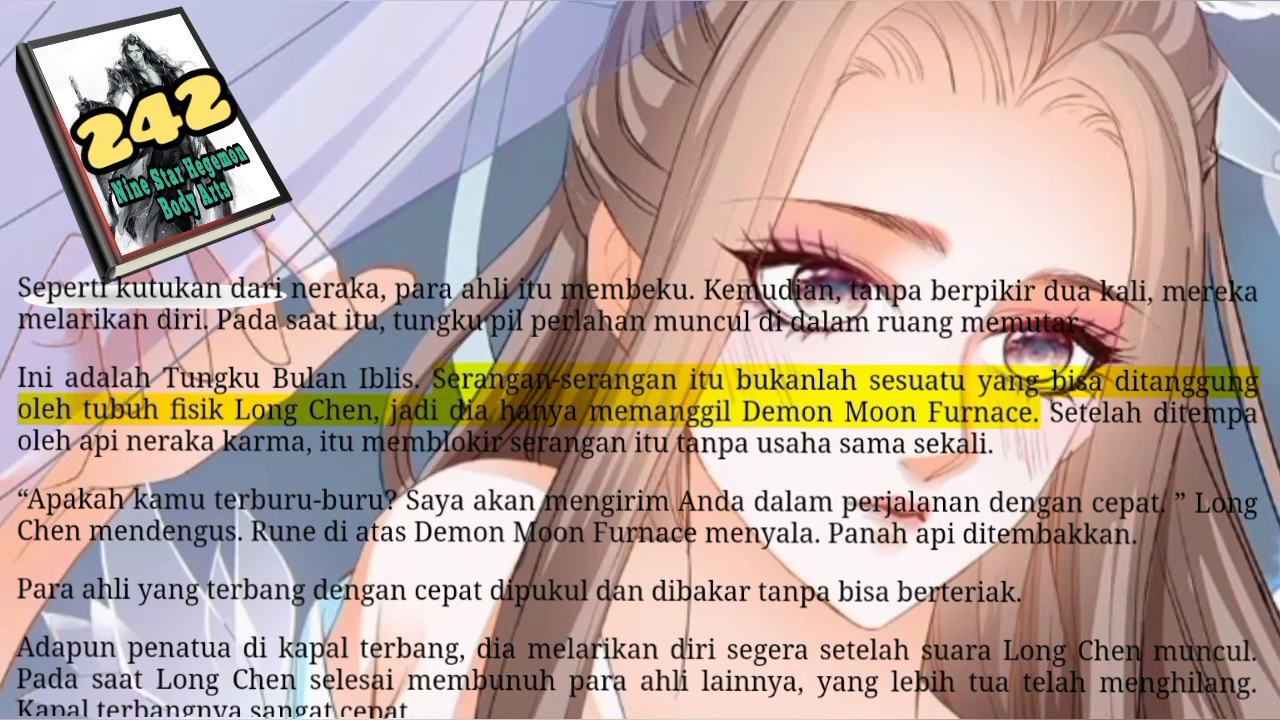 242
Nine Star Hegemon
Body Arts
Seperti kutukan dari neraka, para ahli itu membeku. Kemudian, tanpa berpikir dua kali, mereka
melarikan diri. Pada saat itu, tungku pil perlahan muncul di dalam ruang memutar.
Ini adalah Tungku Bulan Iblis. Serangan-serangan itu bukanlah sesuatu yang bisa ditanggung
oleh tubuh fisik Long Chen, jadi dia hanya memanggil Demon Moon Furnace. Setelah ditempa
oleh api neraka karma, itu memblokir serangan itu tanpa usaha sama sekali.
“Apakah kamu terburu-buru? Saya akan mengirim Anda dalam perjalanan dengan cepat. ” Long
Chen mendengus. Rune di atas Demon Moon Furnace menyala. Panah api ditembakkan.
Para ahli yang terbang dengan cepat dipukul dan dibakar tanpa bisa berteriak.
Adapun penatua di kapal terbang, dia melarikan diri segera setelah suara Long Chen muncul.
Pada saat Long Chen selesai membunuh para ahli lainnya, yang lebih tua telah menghilang.
Kapal terbangnya sangat cepat.